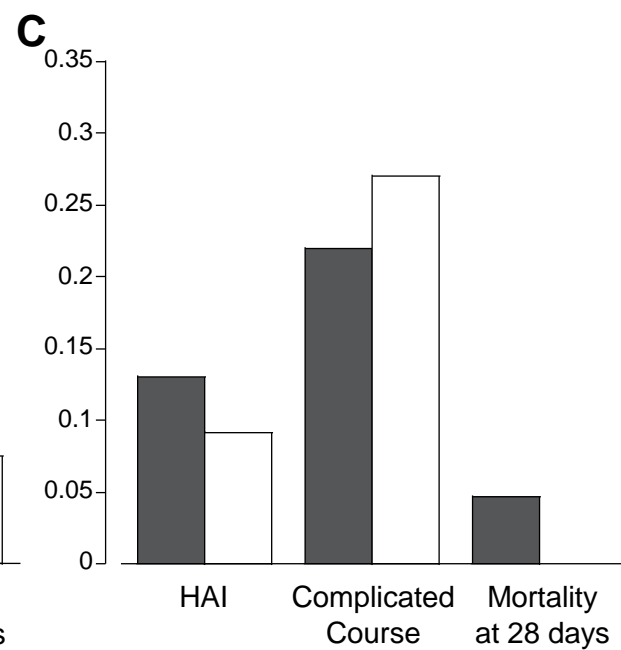 C
0.35
0.3
0.25
0.2
0.15
0.1
0.05
0
HAI
Complicated
Course
Mortality
at 28 days
s